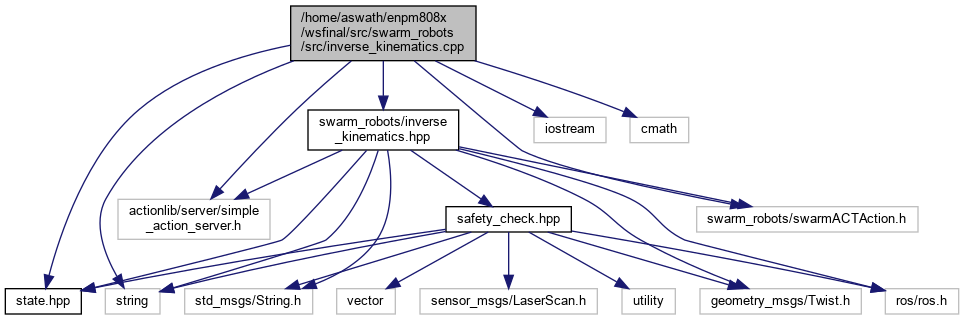 /home/aswath/enpm808x
/wsfinal/src/swarm_robots
/src/inverse_kinematics.cpp
swarm_robots/inverse
_kinematics.hpp
iostream
cmath
actionlib/server/simple
_action_server.h
safety_check.hpp
swarm_robots/swarmACTAction.h
state.hpp
string
std_msgs/String.h
vector
sensor_msgs/LaserScan.h
utility
geometry_msgs/Twist.h
ros/ros.h